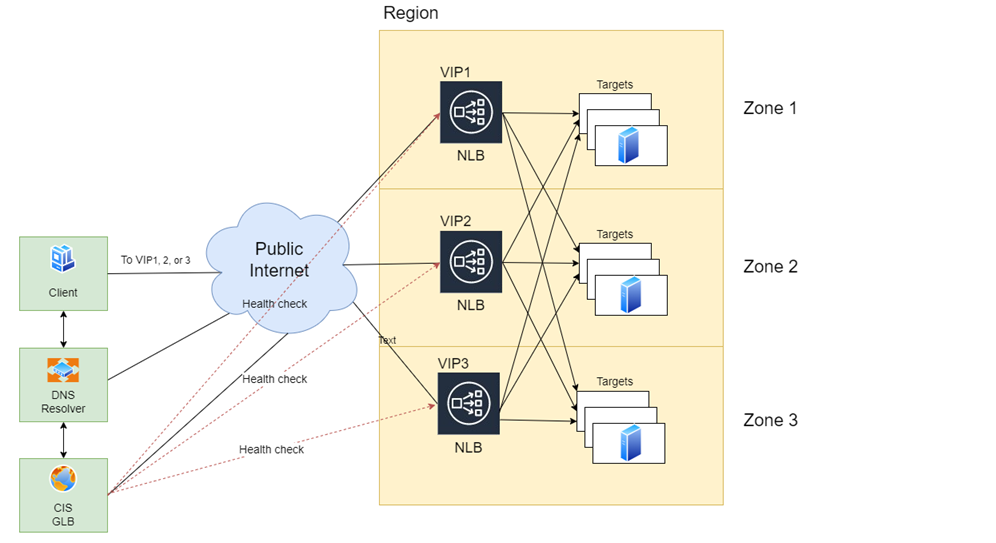 Region
VIP1
NLB
Targets
Zone 1
VIP2
NLB
Targets
Zone 2
VIP3
NLB
Targets
Zone 3
Client
To VIP1, 2, or 3
Public
Internet
Health check
Text
DNS
Resolver
Health check
CIS
GLB
Health check